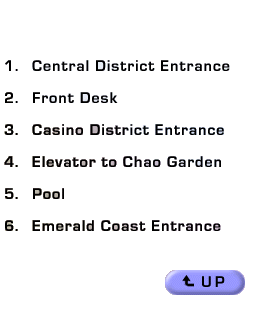 1. Central District Entrance
2. Front Desk
3. Casino District Entrance
4. Elevator to Chao Garden
5. Pool
6. Emerald Coast Entrance
UP